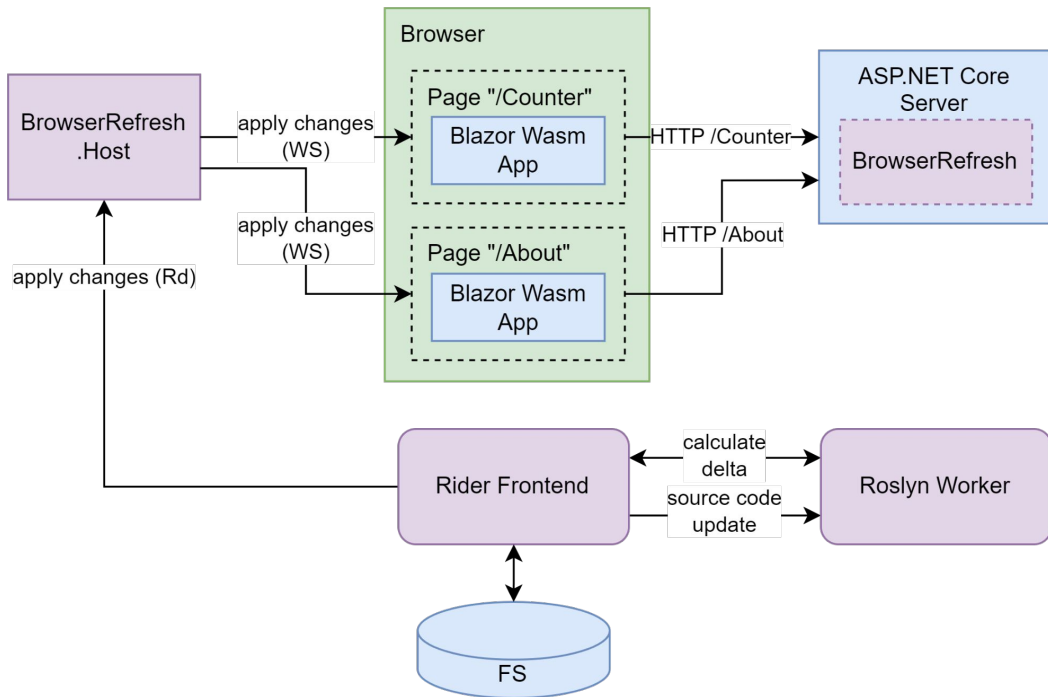 Browser
BrowserRefresh
.Host
apply changes
(WS)
apply changes
(WS)
Page "/Counter"
Blazor Wasm
App
HTTP /Counter
ASP.NET Core
Server
BrowserRefresh
Page "/About"
Blazor Wasm
App
HTTP /About
apply changes (Rd)
Rider Frontend
calculate
delta
source code
update
Roslyn Worker
FS